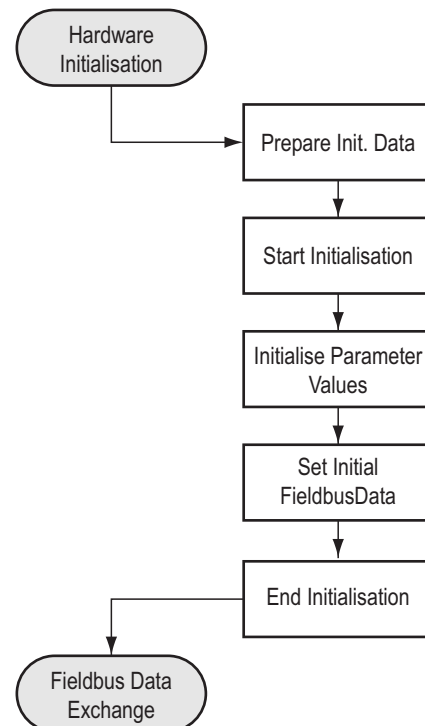 Hardware
Initialisation
Prepare Init. Data
Start Initialisation
Initialise Parameter
Values
Set Initial
FieldbusData
End Initialisation
Fieldbus Data
Exchange